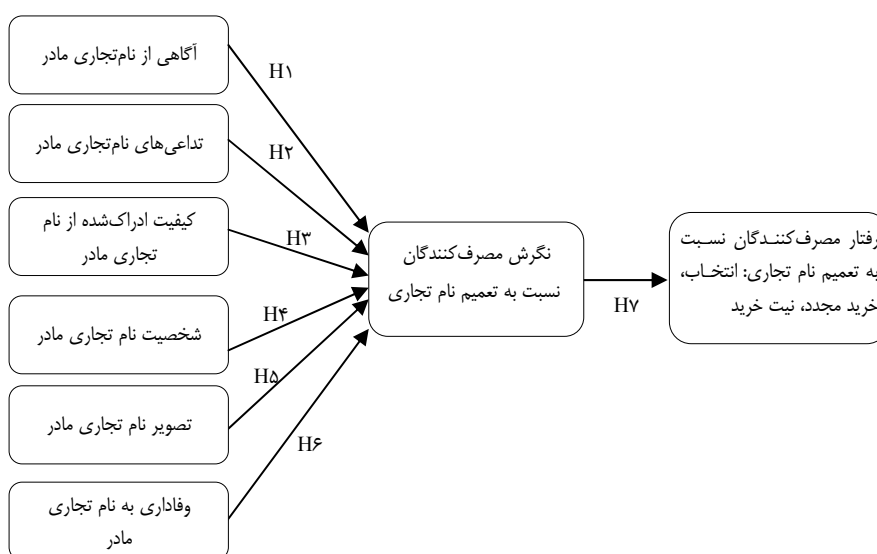 آگاهی از نام‌تجاری مادر
H۱
تداعی‌های نام‌تجاری مادر
H۲
کیفیت ادراک‌شده از نام
تجاری مادر
H۳
شخصیت نام تجاری مادر
H۴
تصویر نام تجاری مادر
H۵
وفاداری به نام تجاری
مادر
H۶
نگرش مصرف‌کنندگان
نسبت به تعمیم نام تجاری
H۷
رفتار مصرف‌کنندگان نسبت
به تعمیم نام تجاری: انتخاب،
خرید مجدد، نیت خرید